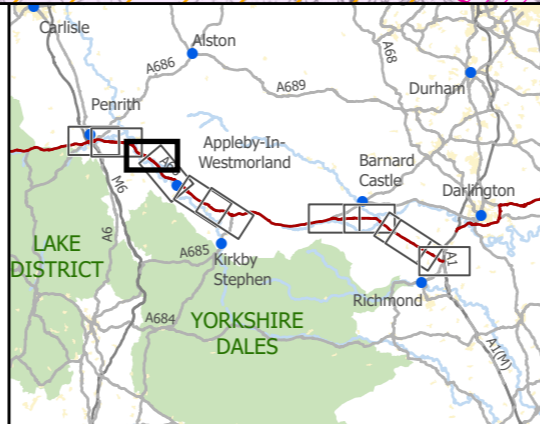 Carlisle
Alston
A686
A689
A68
Durham
Penrith
Appleby-In-
Westmorland
Barnard
Castle
Darlington
M6
A6
LAKE
DISTRICT
A685
Kirkby
Stephen
A1
Richmond
A684
YORKSHIRE
DALES
A1(M)